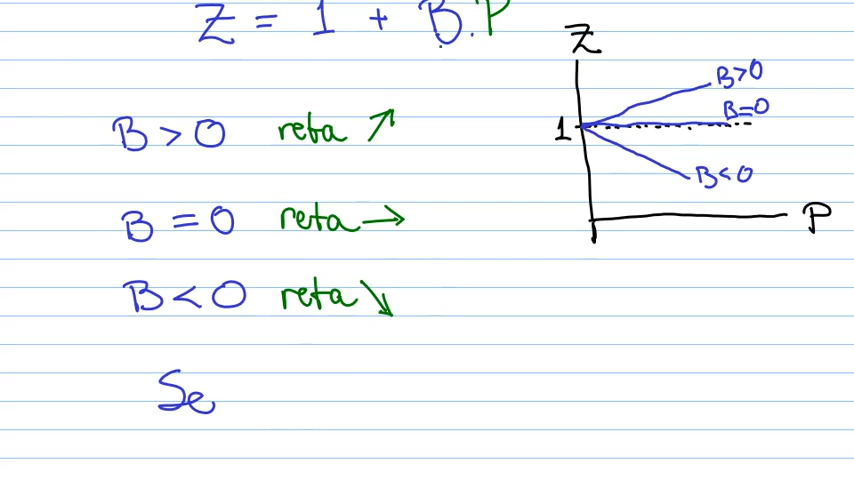 Z = 1 + B.P
B > 0 reta ↗
B = 0 reta →
B < 0 reta ↘
Se
Z
B>0
B=0
1
B<0
P